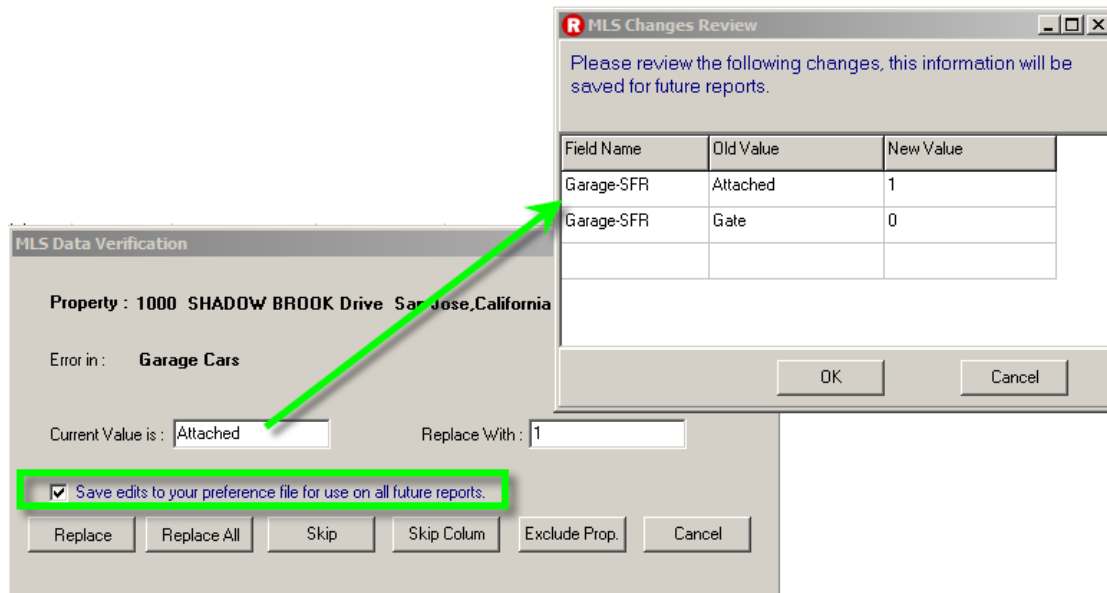 R MLS Changes Review
Please review the following changes, this information will be
saved for future reports.
Field Name Old Value New Value
Garage-SFR Attached 1
Garage-SFR Gate 0
OK Cancel
MLS Data Verification
Property : 1000 SHADOW BROOK Drive San Jose,California
Error in : Garage Cars
Current Value is : Attached Replace With : 1
Save edits to your preference file for use on all future reports.
Replace Replace All Skip Skip Colum Exclude Prop. Cancel